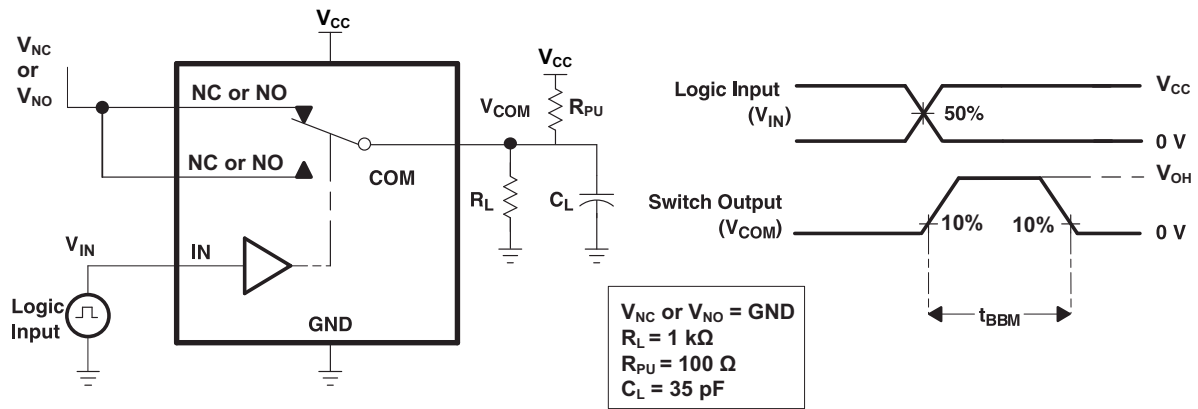 V_CC
V_NC
or
V_NO
NC or NO
NC or NO
COM
V_COM
V_CC
R_PU
R_L
C_L
V_IN
IN
Logic
Input
GND
V_NC or V_NO = GND
R_L = 1 kΩ
R_PU = 100 Ω
C_L = 35 pF
Logic Input
(V_IN)
50%
V_CC
0 V
Switch Output
(V_COM)
V_OH
10%
10%
0 V
t_BBM